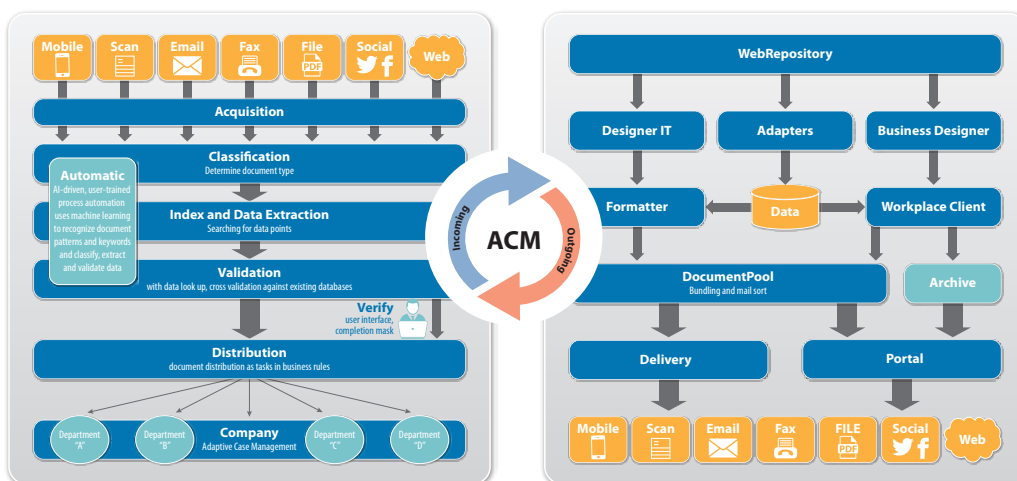 Mobile
Scan
Email
Fax
File
PDF
Social
Web
Acquisition
Classification
Determine document type
Automatic
AI-driven, user-trained
process automation
uses machine learning
to recognize document
patterns and keywords
and classify, extract
and validate data
Index and Data Extraction
Searching for data points
Validation
with data look up, cross validation against existing databases
Verify
user interface,
completion mask
Distribution
document distribution as tasks in business rules
Department
"A"
Department
"B"
Company
Adaptive Case Management
Department
"C"
Department
"D"
Incoming
ACM
Outgoing
WebRepository
Designer IT
Adapters
Business Designer
Formatter
Data
Workplace Client
DocumentPool
Bundling and mail sort
Archive
Delivery
Portal
Mobile
Scan
Email
Fax
FILE
PDF
Social
Web